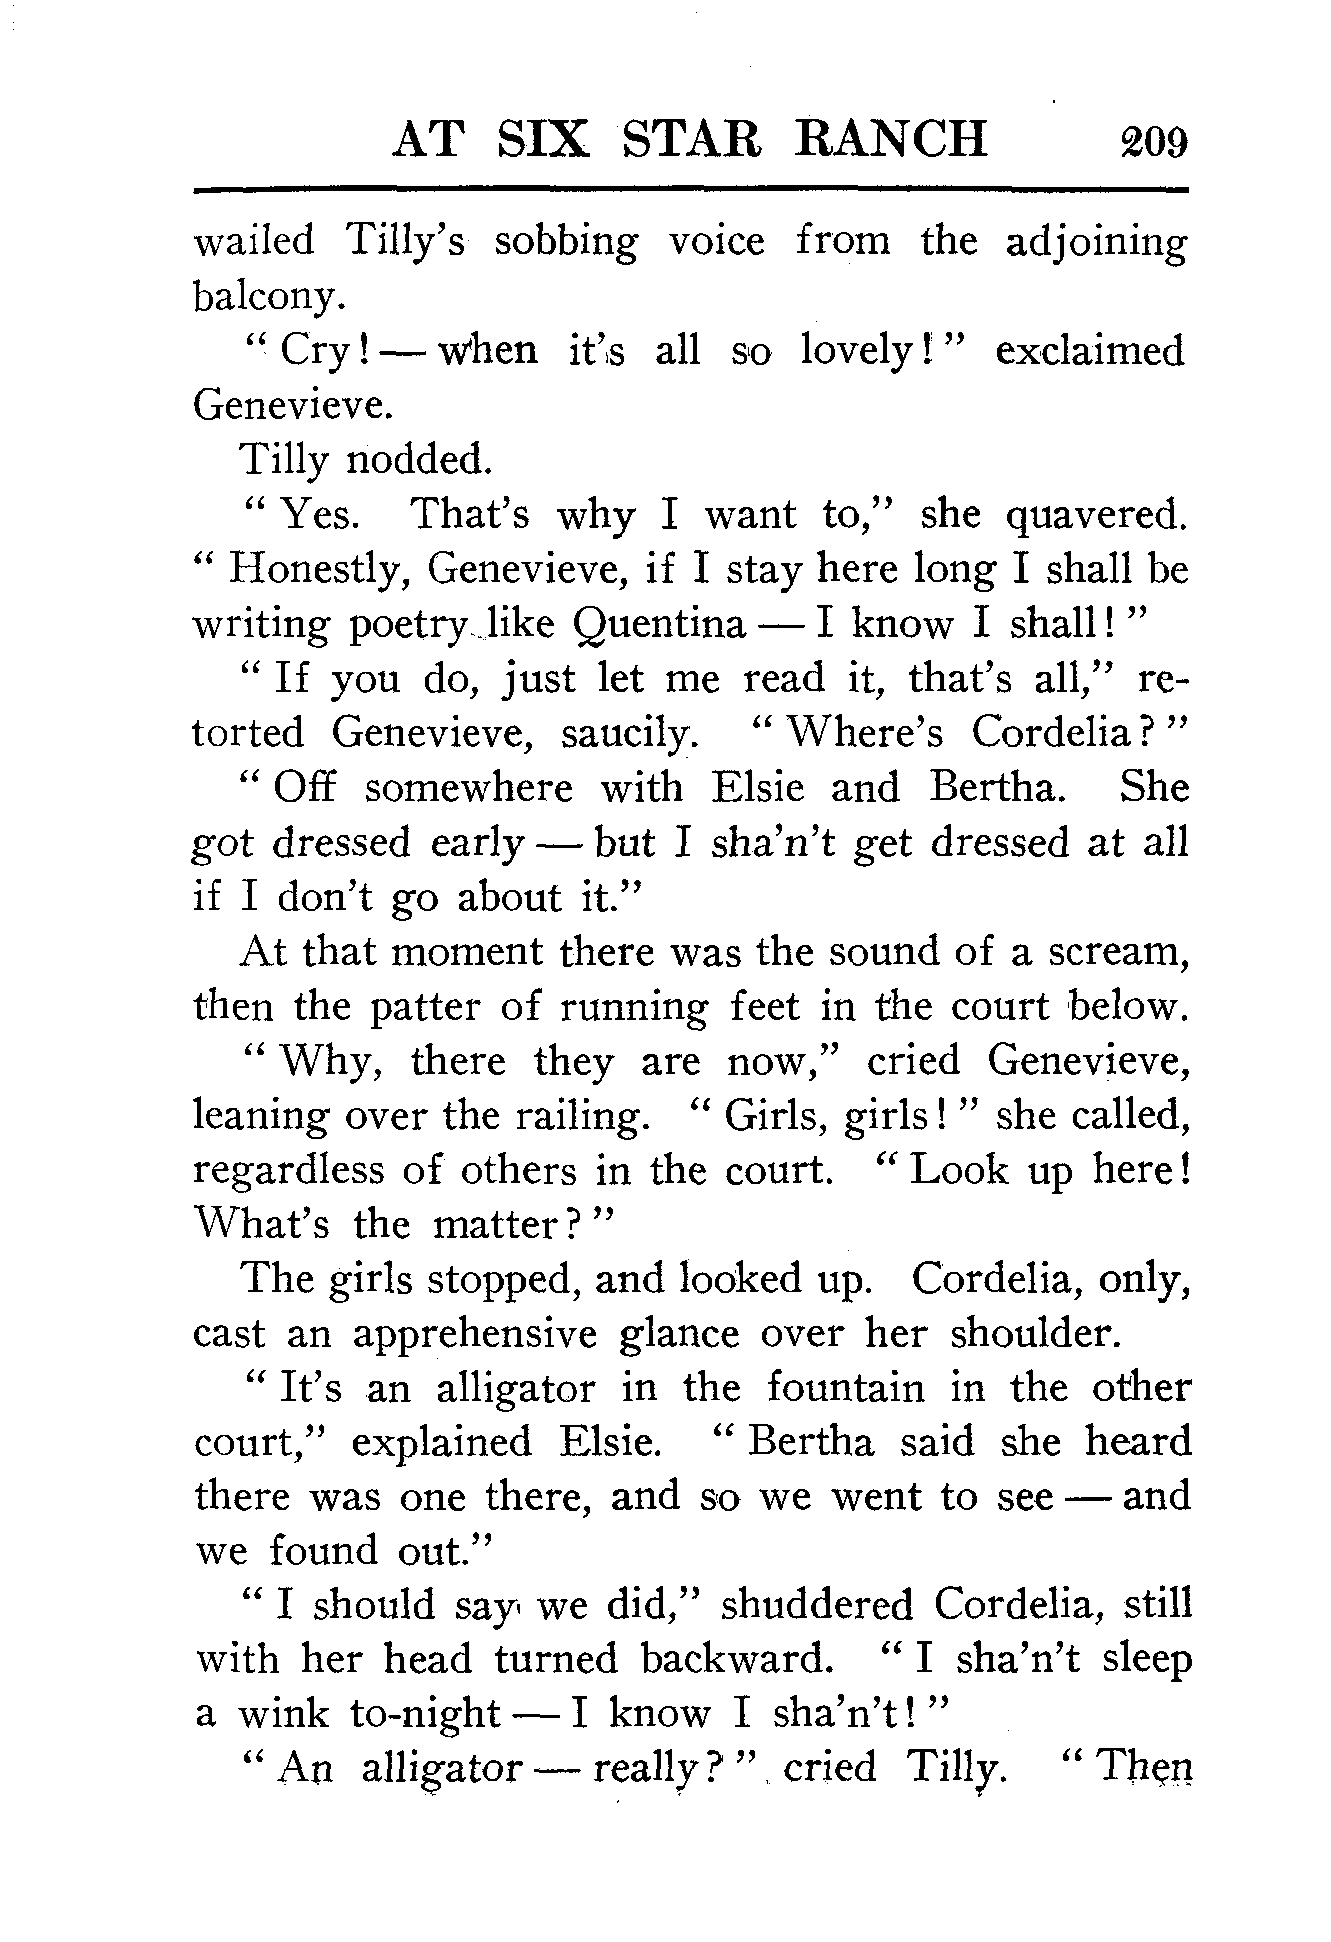 AT SIX STAR RANCH 209
wailed Tilly's sobbing voice from the adjoining
balcony.
" Cry! — when it's all so lovely! " exclaimed
Genevieve.
Tilly nodded.
" Yes. That's why I want to," she quavered.
" Honestly, Genevieve, if I stay here long I shall be
writing poetry like Quentina — I know I shall! "
" If you do, just let me read it, that's all," re-
torted Genevieve, saucily. " Where's Cordelia? "
" Off somewhere with Elsie and Bertha. She
got dressed early — but I sha'n't get dressed at all
if I don't go about it."
At that moment there was the sound of a scream,
then the patter of running feet in the court below.
" Why, there they are now," cried Genevieve,
leaning over the railing. " Girls, girls! " she called,
regardless of others in the court. " Look up here!
What's the matter? "
The girls stopped, and looked up. Cordelia, only,
cast an apprehensive glance over her shoulder.
" It's an alligator in the fountain in the other
court," explained Elsie. " Bertha said she heard
there was one there, and so we went to see — and
we found out."
" I should say we did," shuddered Cordelia, still
with her head turned backward. " I sha'n't sleep
a wink to-night — I know I sha'n't! "
" An alligator — really? " cried Tilly. " Then